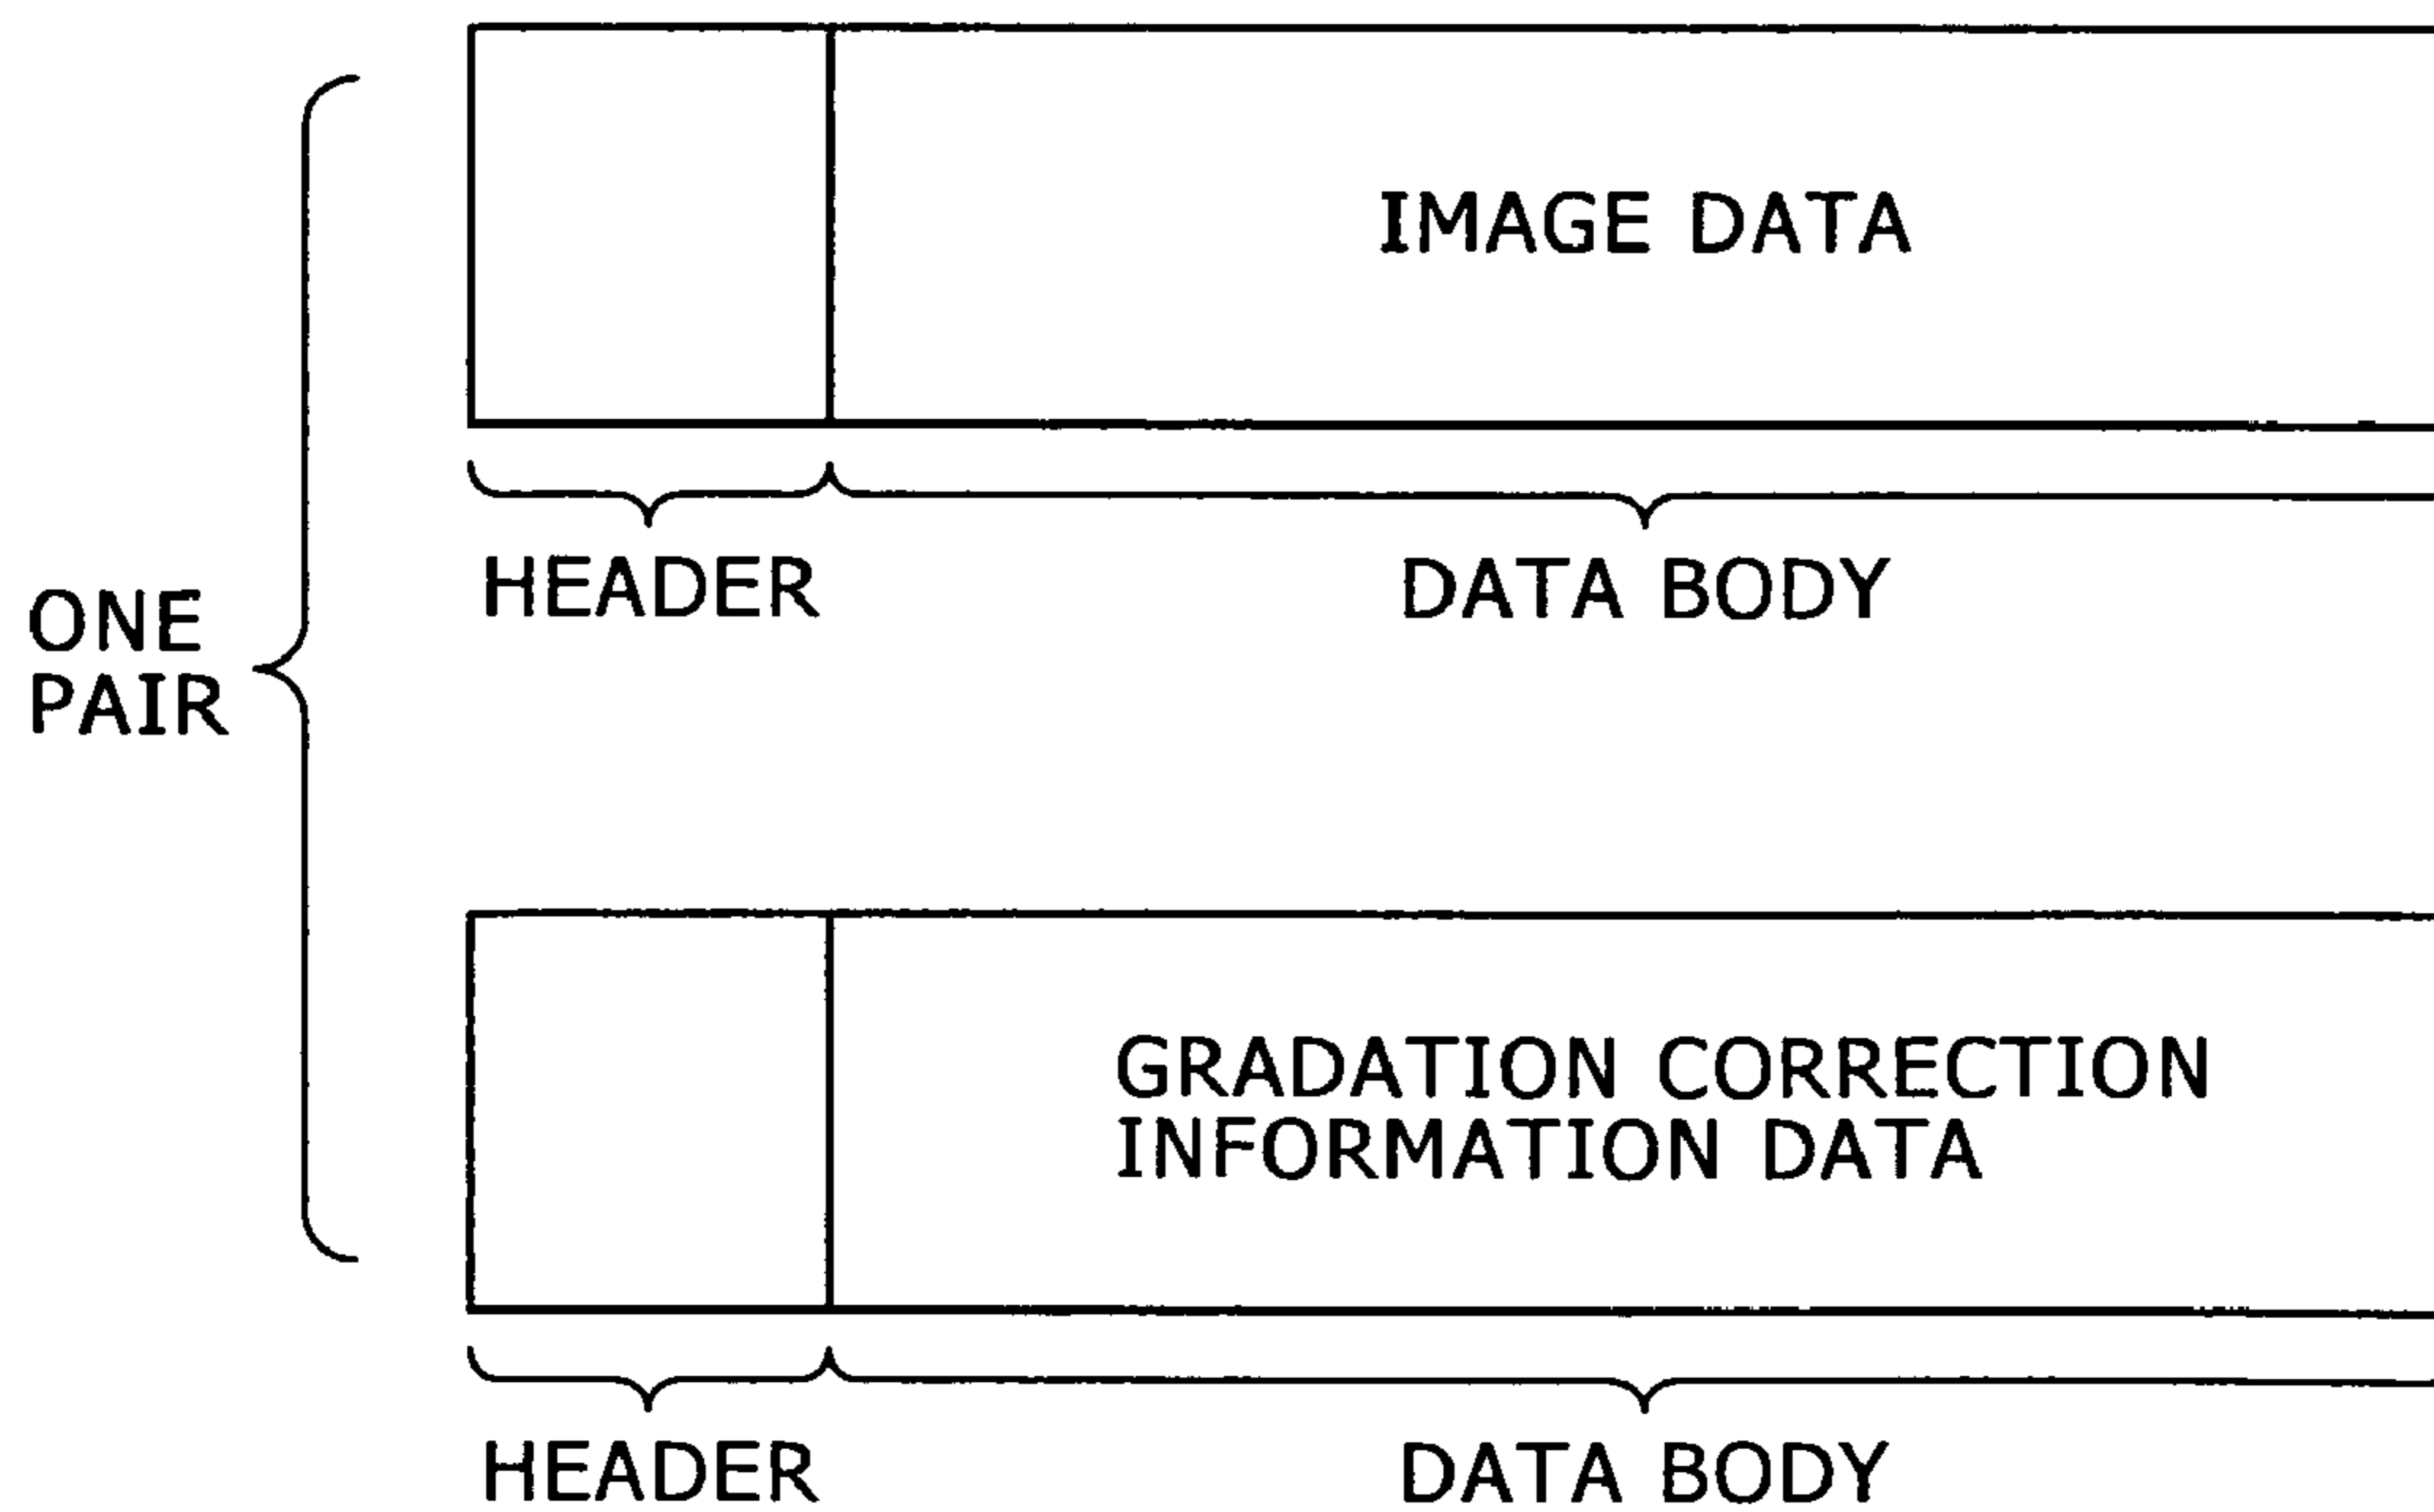 IMAGE DATA
HEADER
DATA BODY
ONE
PAIR
GRADATION CORRECTION
INFORMATION DATA
HEADER
DATA BODY